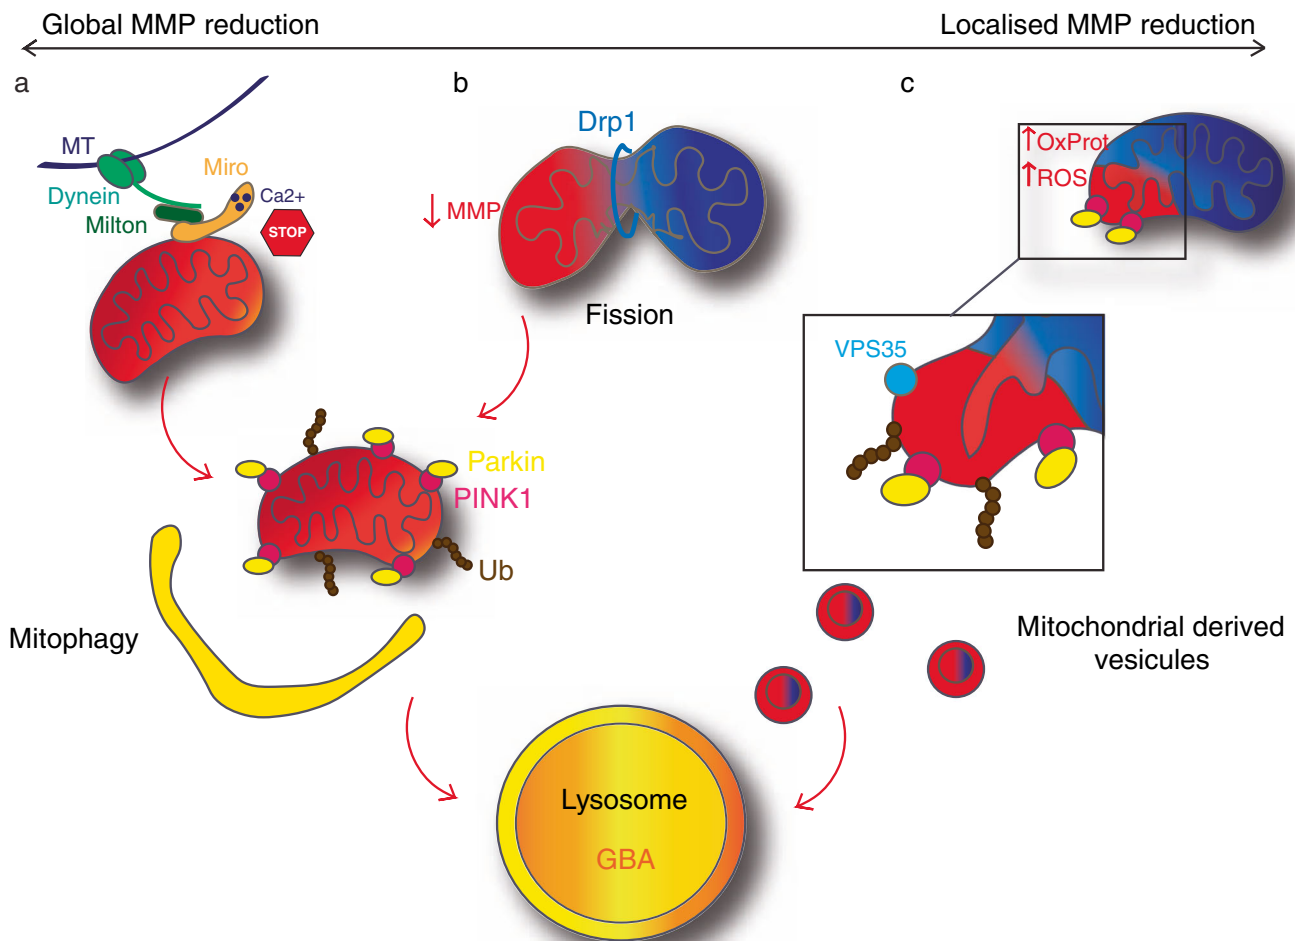 Global MMP reduction
Localised MMP reduction
a
b
c
MT
Dynein
Milton
Miro
Ca2+
STOP
Drp1
↓ MMP
Fission
↑OxProt
↑ROS
VPS35
Parkin
PINK1
Ub
Mitophagy
Mitochondrial derived
vesicules
Lysosome
GBA